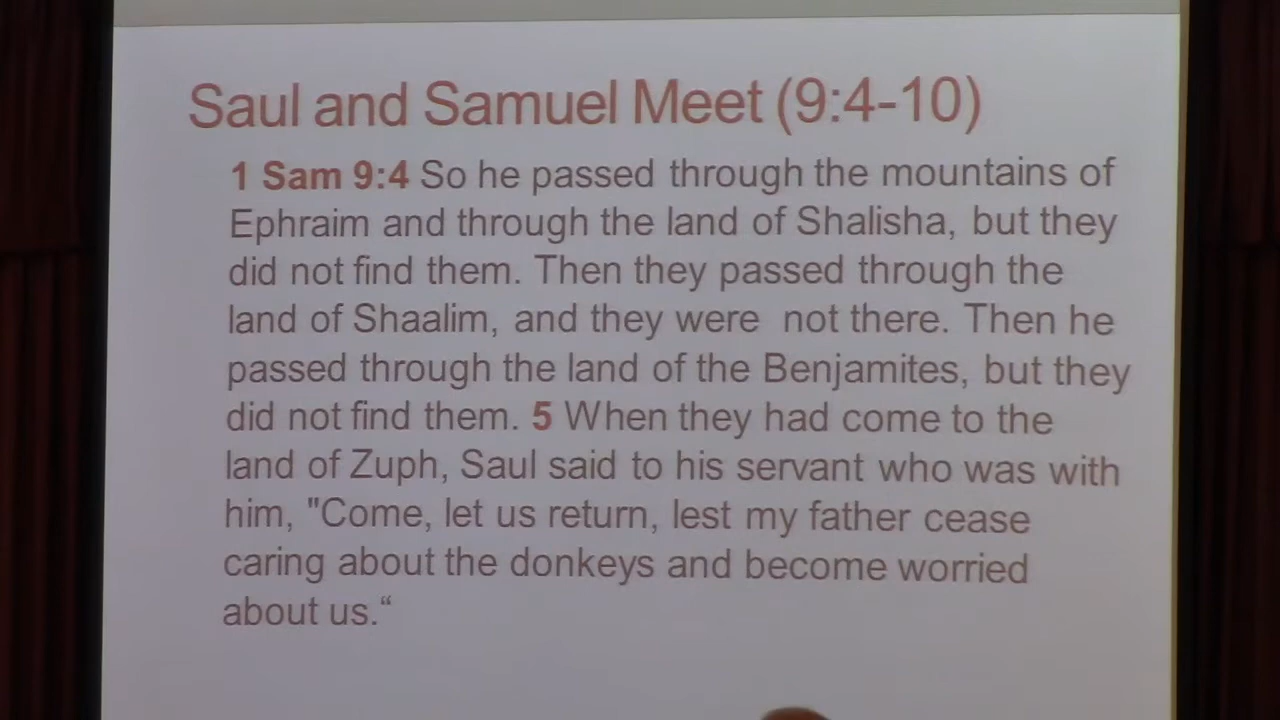 Saul and Samuel Meet (9:4-10)
1 Sam 9:4 So he passed through the mountains of
Ephraim and through the land of Shalisha, but they
did not find them. Then they passed through the
land of Shaalim, and they were  not there. Then he
passed through the land of the Benjamites, but they
did not find them. 5 When they had come to the
land of Zuph, Saul said to his servant who was with
him, "Come, let us return, lest my father cease
caring about the donkeys and become worried
about us.“